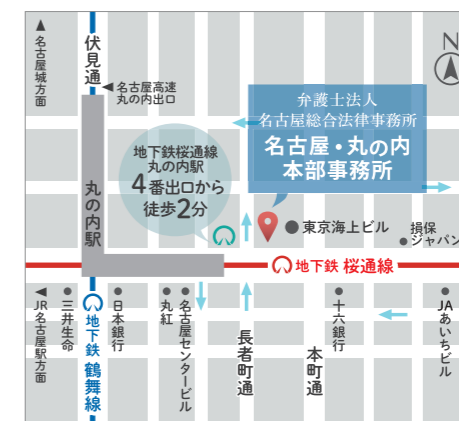 ▲名古屋城方面
伏見通
◀名古屋高速
丸の内出口
N
弁護士法人
名古屋総合法律事務所
名古屋・丸の内
本部事務所
地下鉄桜通線
丸の内駅
4番出口から
徒歩2分
丸の内駅
東京海上ビル
損保
ジャパン
地下鉄 桜通線
◀JR名古屋駅方面
三井生命
地下鉄 鶴舞線
日本銀行
丸紅
名古屋センタービル
長者町通
本町通
十六銀行
JAあいちビル